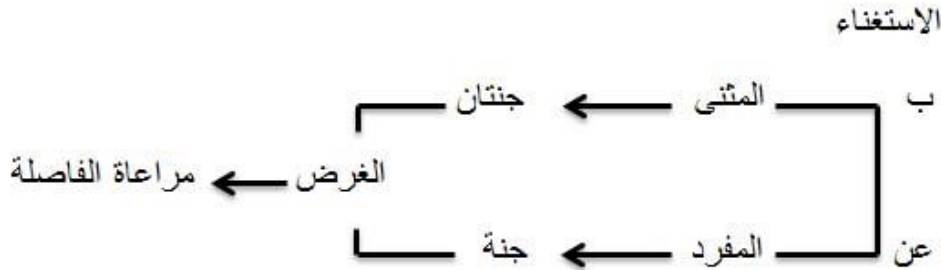 الاستغناء
ب المثنى جنتان
الغرض مراعاة الفاصلة
عن المفرد جنة